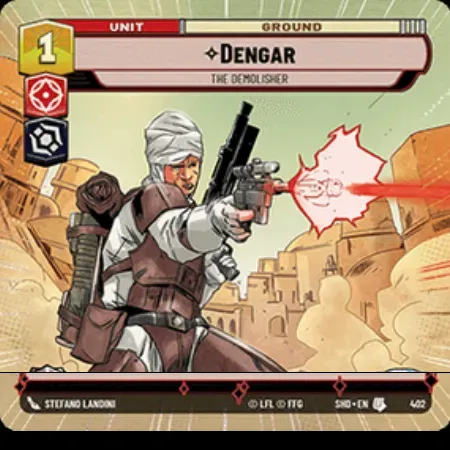 1
UNIT
GROUND
DENGAR
THE DEMOLISHER
STEFANO LANDINI
© LFL © FFG
SHD • EN
402